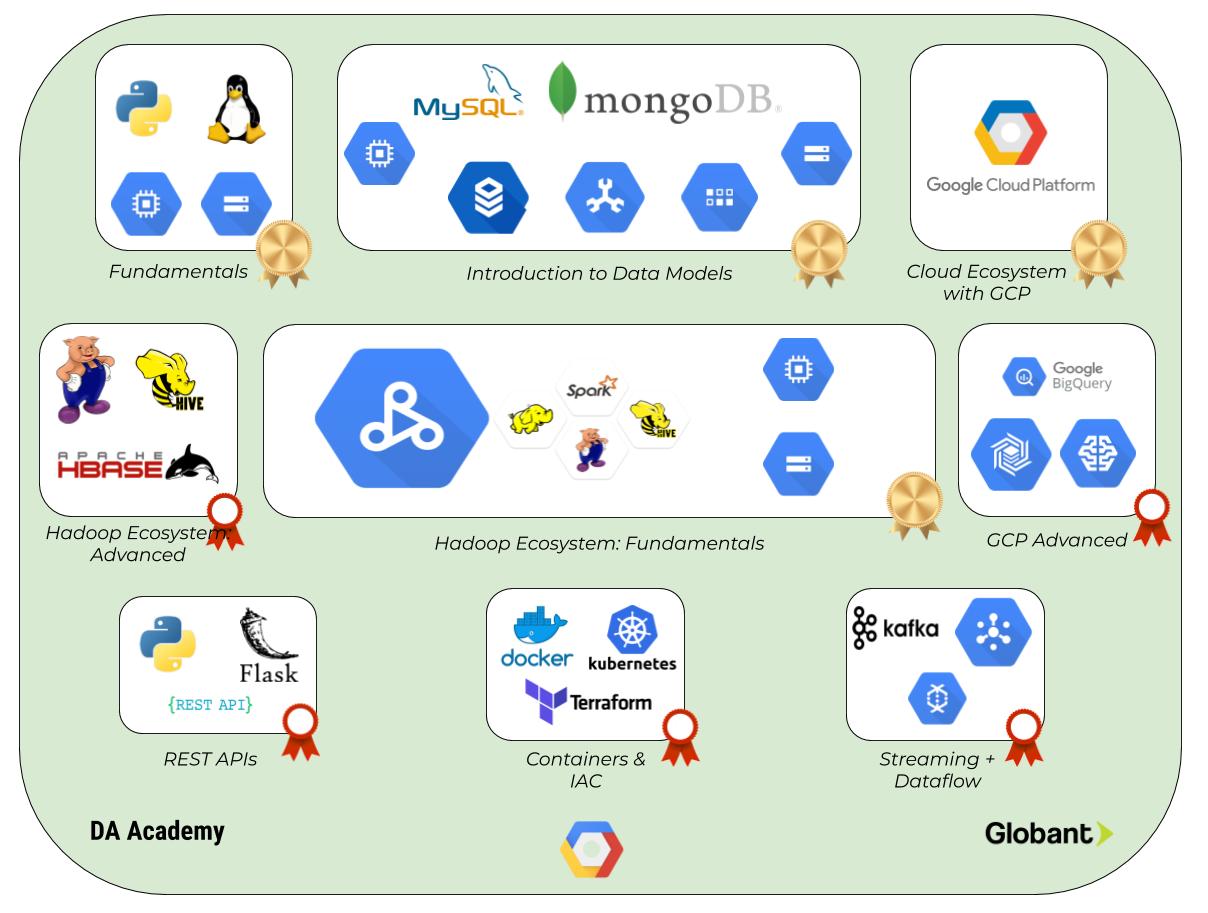 MySQL®
mongoDB®
Google Cloud Platform
Fundamentals
Introduction to Data Models
Cloud Ecosystem
with GCP
HIVE
APACHE
HBASE
Spark
HIVE
Google
BigQuery
Hadoop Ecosystem:
Advanced
Hadoop Ecosystem: Fundamentals
GCP Advanced
Flask
{REST API}
docker
kubernetes
Terraform
kafka
REST APIs
Containers &
IAC
Streaming +
Dataflow
DA Academy
Globant